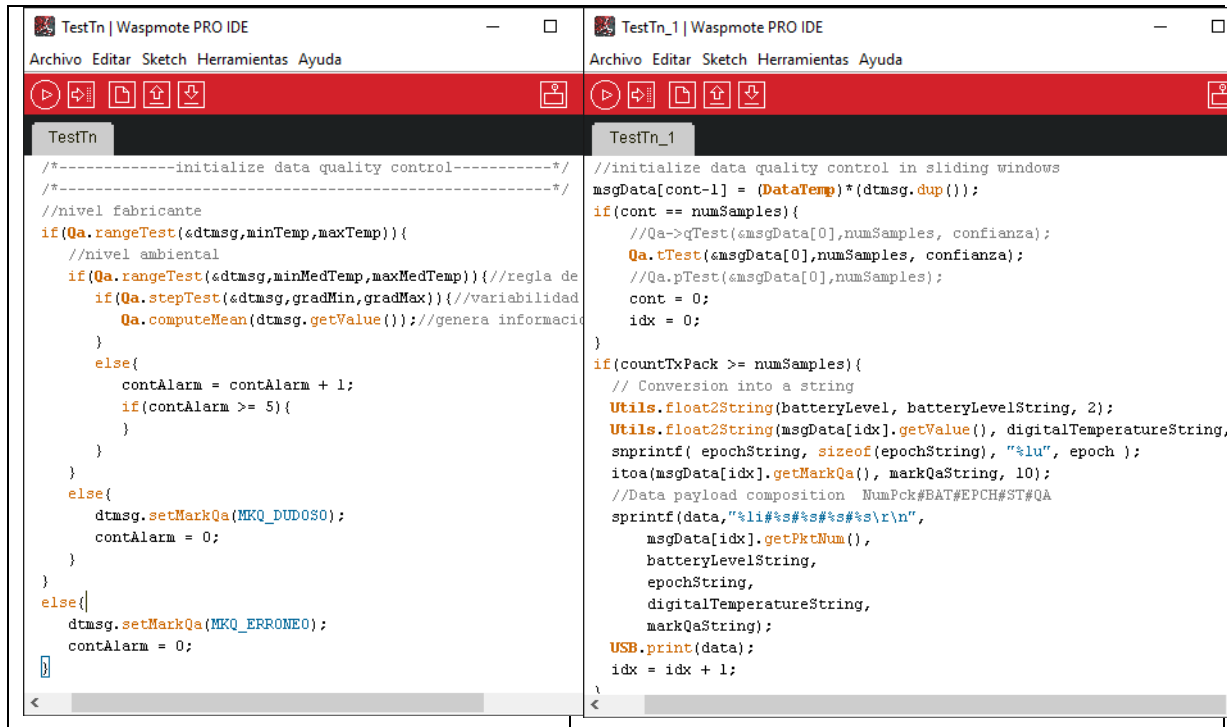 TestTn | Waspmote PRO IDE
Archivo Editar Sketch Herramientas Ayuda
TestTn
/*-------------initialize data quality control-----------*/
/*-------------------------------------------------------*/
//nivel fabricante
if(Qa.rangeTest(&dtmsg,minTemp,maxTemp)){
//nivel ambiental
if(Qa.rangeTest(&dtmsg,minMedTemp,maxMedTemp)){//regla de
if(Qa.stepTest(&dtmsg,gradMin,gradMax)){//variabilidad
Qa.computeMean(dtmsg.getValue());//genera informació
}
else{
contAlarm = contAlarm + 1;
if(contAlarm >= 5){
}
}
}
else{
dtmsg.setMarkQa(MKQ_DUDOSO);
contAlarm = 0;
}
}
else{
dtmsg.setMarkQa(MKQ_ERRONEO);
contAlarm = 0;
}
TestTn_1 | Waspmote PRO IDE
Archivo Editar Sketch Herramientas Ayuda
TestTn_1
//initialize data quality control in sliding windows
msgData[cont-1] = (DataTemp)*(dtmsg.dup());
if(cont == numSamples){
//Qa->qTest(&msgData[0],numSamples, confianza);
Qa.tTest(&msgData[0],numSamples, confianza);
//Qa.pTest(&msgData[0],numSamples);
cont = 0;
idx = 0;
}
if(countTxPack >= numSamples){
// Conversion into a string
Utils.float2String(batteryLevel, batteryLevelString, 2);
Utils.float2String(msgData[idx].getValue(), digitalTemperatureString,
snprintf( epochString, sizeof(epochString), "%lu", epoch );
itoa(msgData[idx].getMarkQa(), markQaString, 10);
//Data payload composition NumPck#BAT#EPCH#ST#QA
sprintf(data,"%li#%s#%s#%s#%s\r\n",
msgData[idx].getPktNum(),
batteryLevelString,
epochString,
digitalTemperatureString,
markQaString);
USB.print(data);
idx = idx + 1;
}